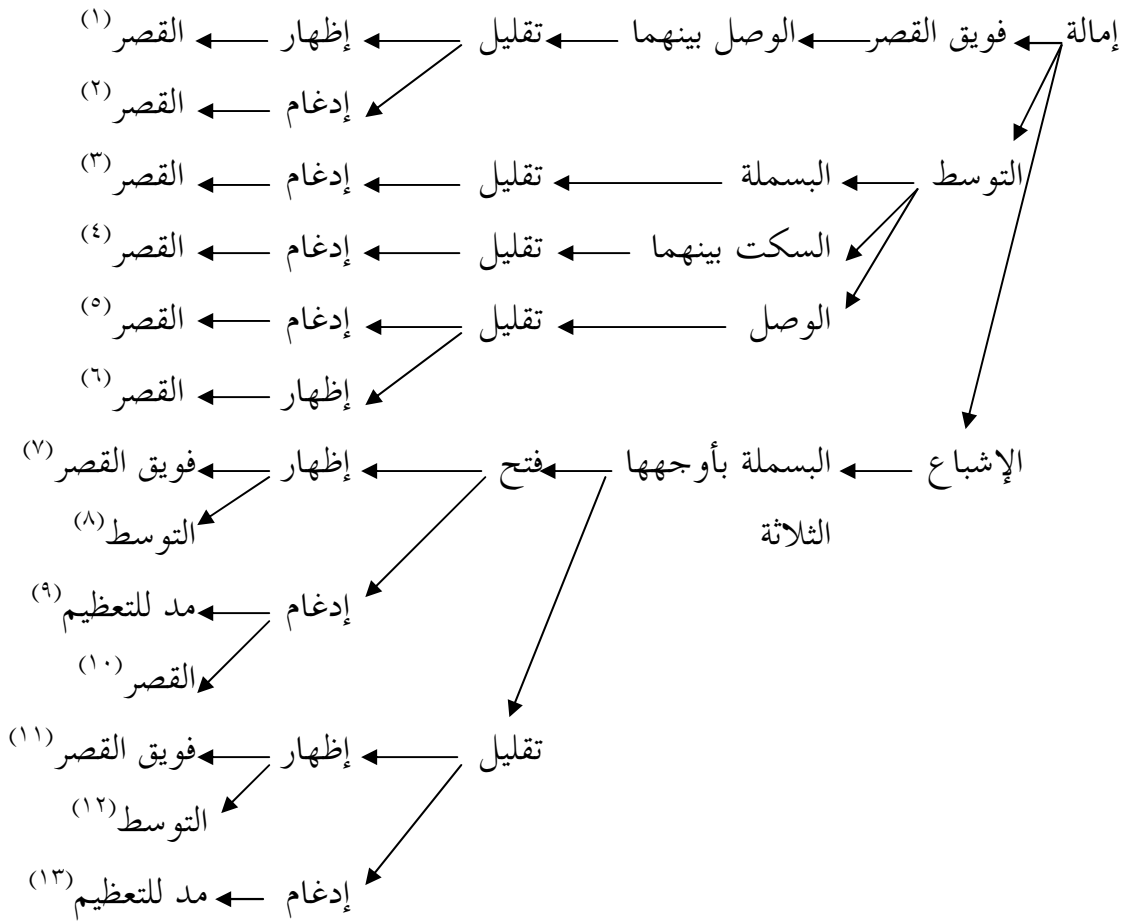 إمالة فويق القصر الوصل بينهما تقليل إظهار القصر(١)
إدغام القصر(٢)
التوسط البسملة تقليل إدغام القصر(٣)
السكت بينهما تقليل إدغام القصر(٤)
الوصل تقليل إدغام القصر(٥)
إظهار القصر(٦)
الإشباع البسملة بأوجهها فتح إظهار فويق القصر(٧)
الثلاثة التوسط(٨)
إدغام مد للتعظيم(٩)
القصر(١٠)
تقليل إظهار فويق القصر(١١)
التوسط(١٢)
إدغام مد للتعظيم(١٣)